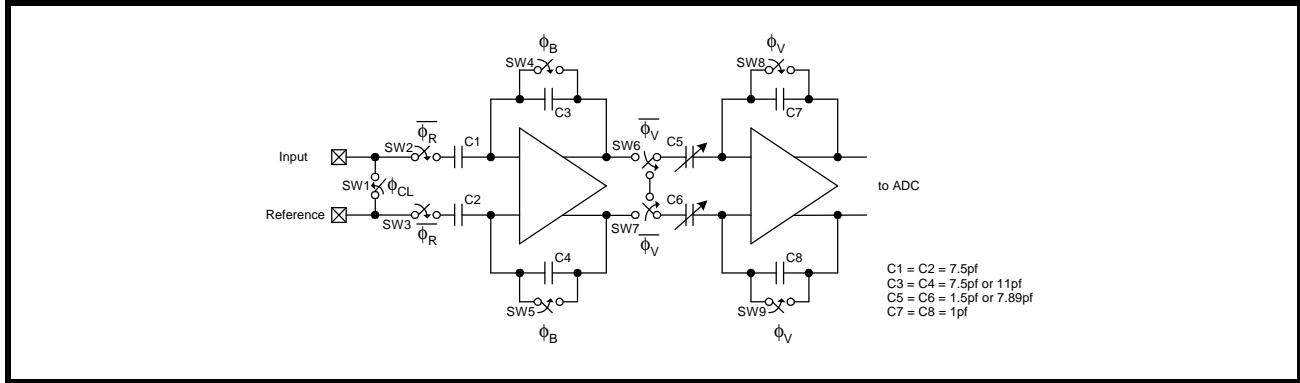 ϕB
SW4
C3
ϕV
SW8
C7
Input
SW2
ϕR
C1
SW6
ϕV
C5
SW1
ϕCL
to ADC
Reference
SW3
ϕR
C2
SW7
ϕV
C6
C4
SW5
ϕB
C8
SW9
ϕV
C1 = C2 = 7.5pf
C3 = C4 = 7.5pf or 11pf
C5 = C6 = 1.5pf or 7.89pf
C7 = C8 = 1pf